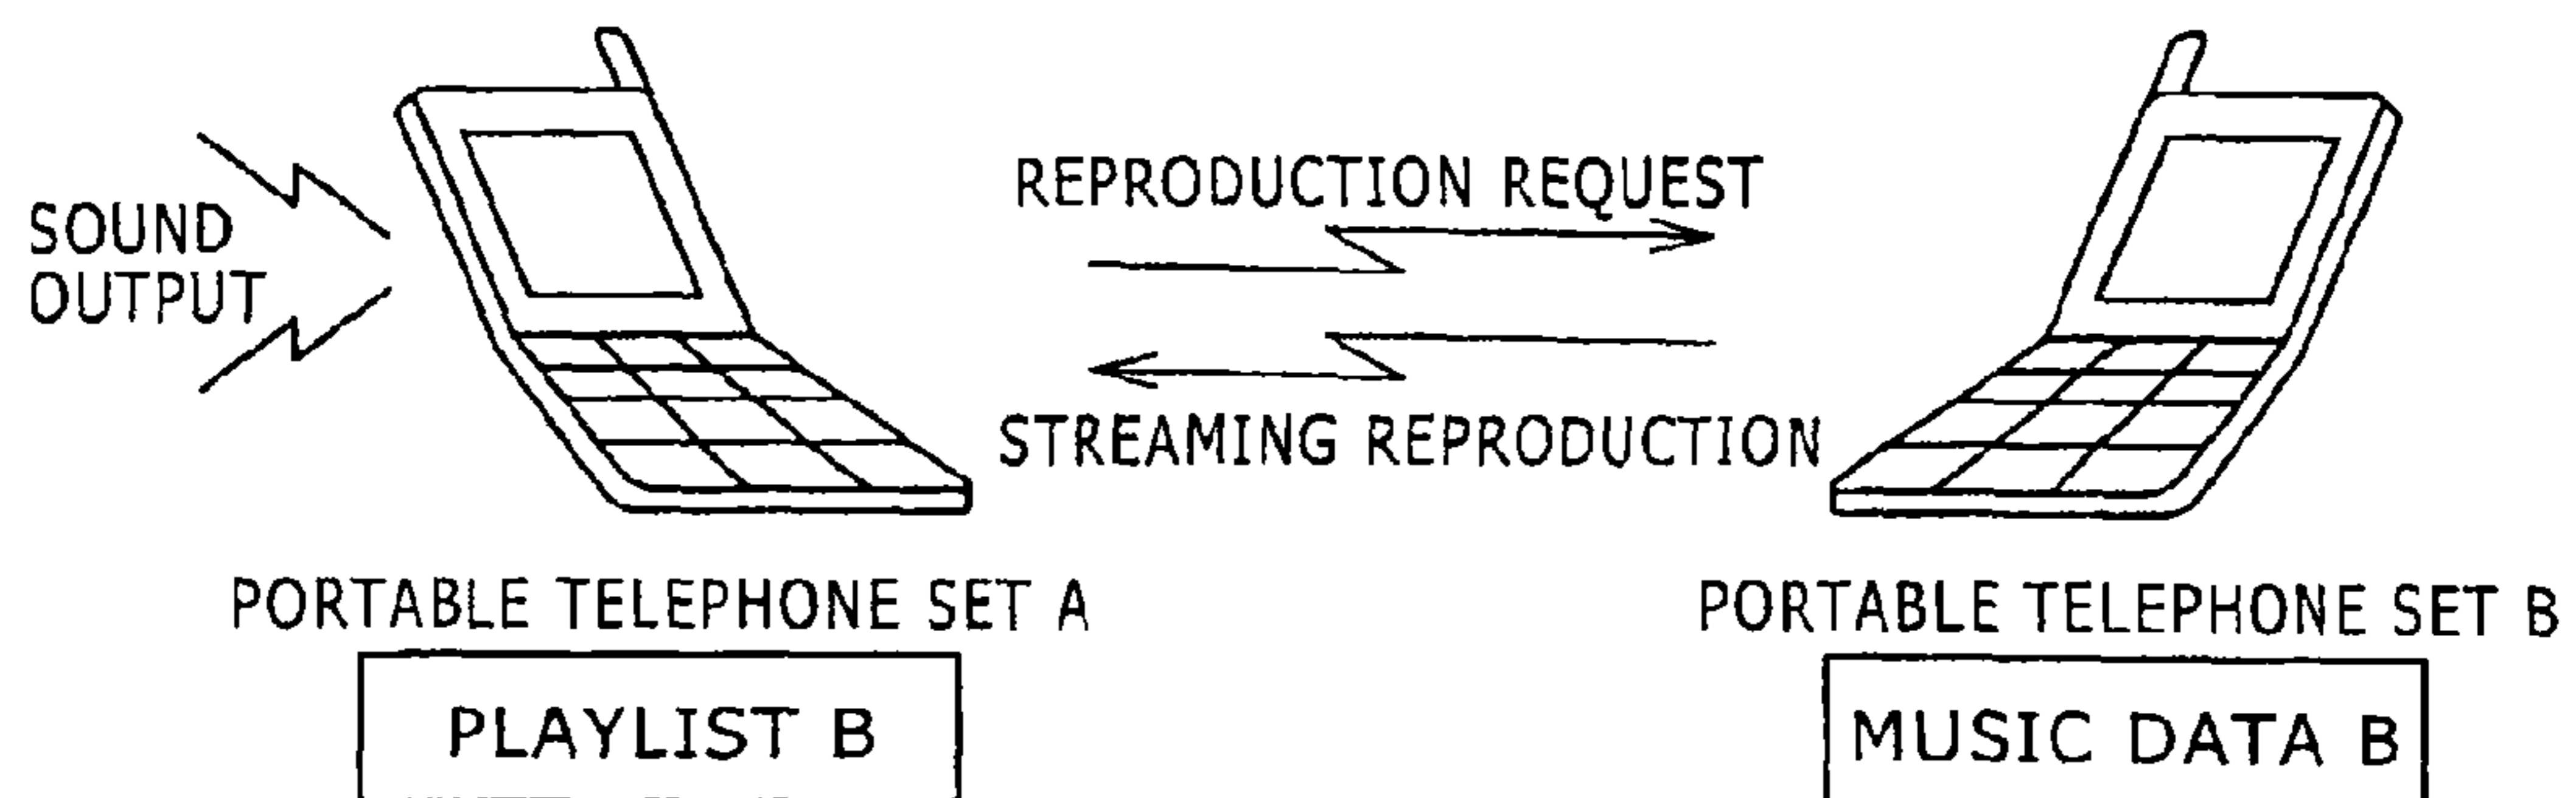 REPRODUCTION REQUEST
SOUND
OUTPUT
STREAMING REPRODUCTION
PORTABLE TELEPHONE SET A
PORTABLE TELEPHONE SET B
PLAYLIST B
MUSIC DATA B